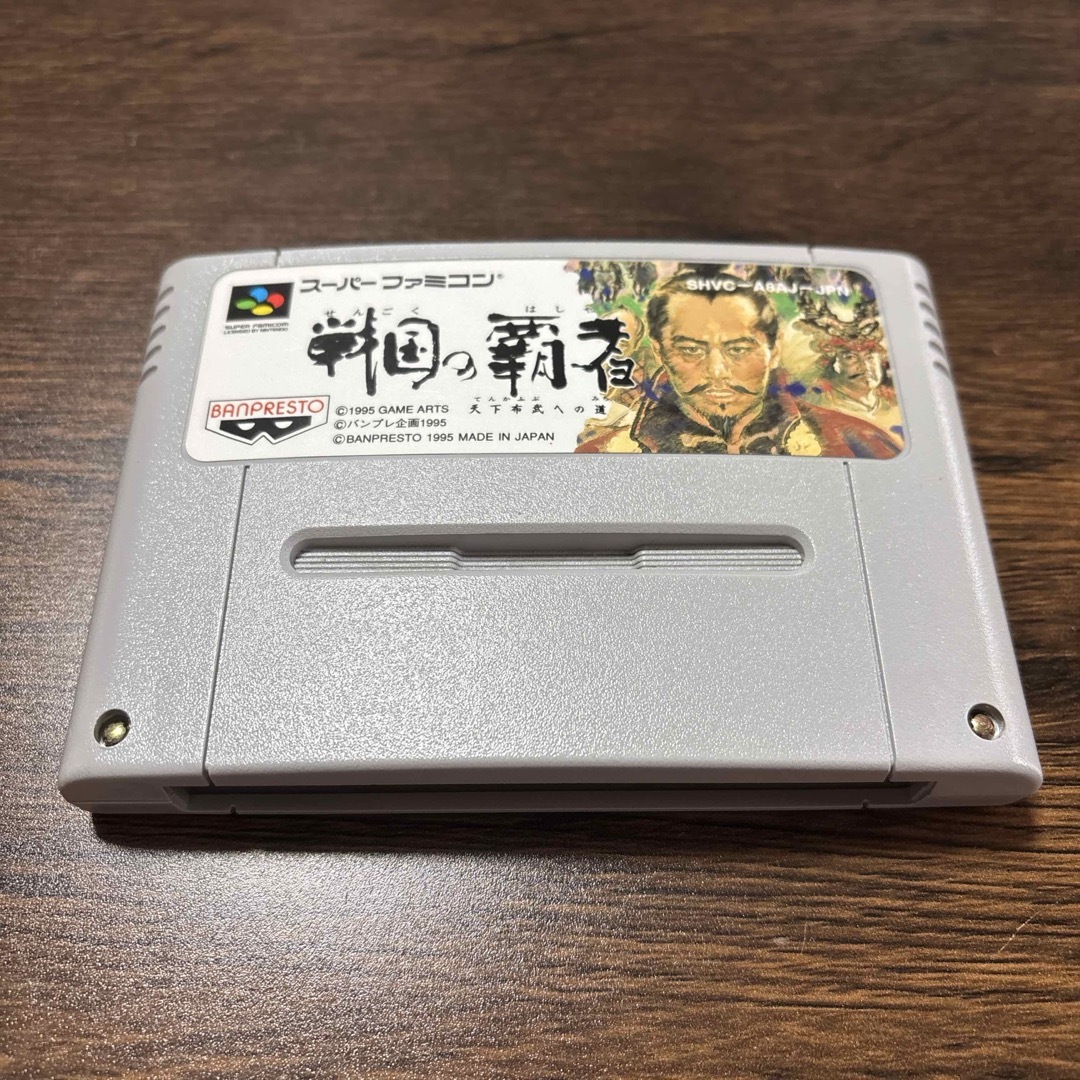 スーパーファミコン®
SHVC-A8AJ-JPN
SUPER FAMICOM
LICENSED BY NINTENDO
せんごく はしゃ
戦国の覇者
てんかふぶ みち
天下布武への道
BANPRESTO
©1995 GAME ARTS
©バンプレ企画1995
©BANPRESTO 1995 MADE IN JAPAN